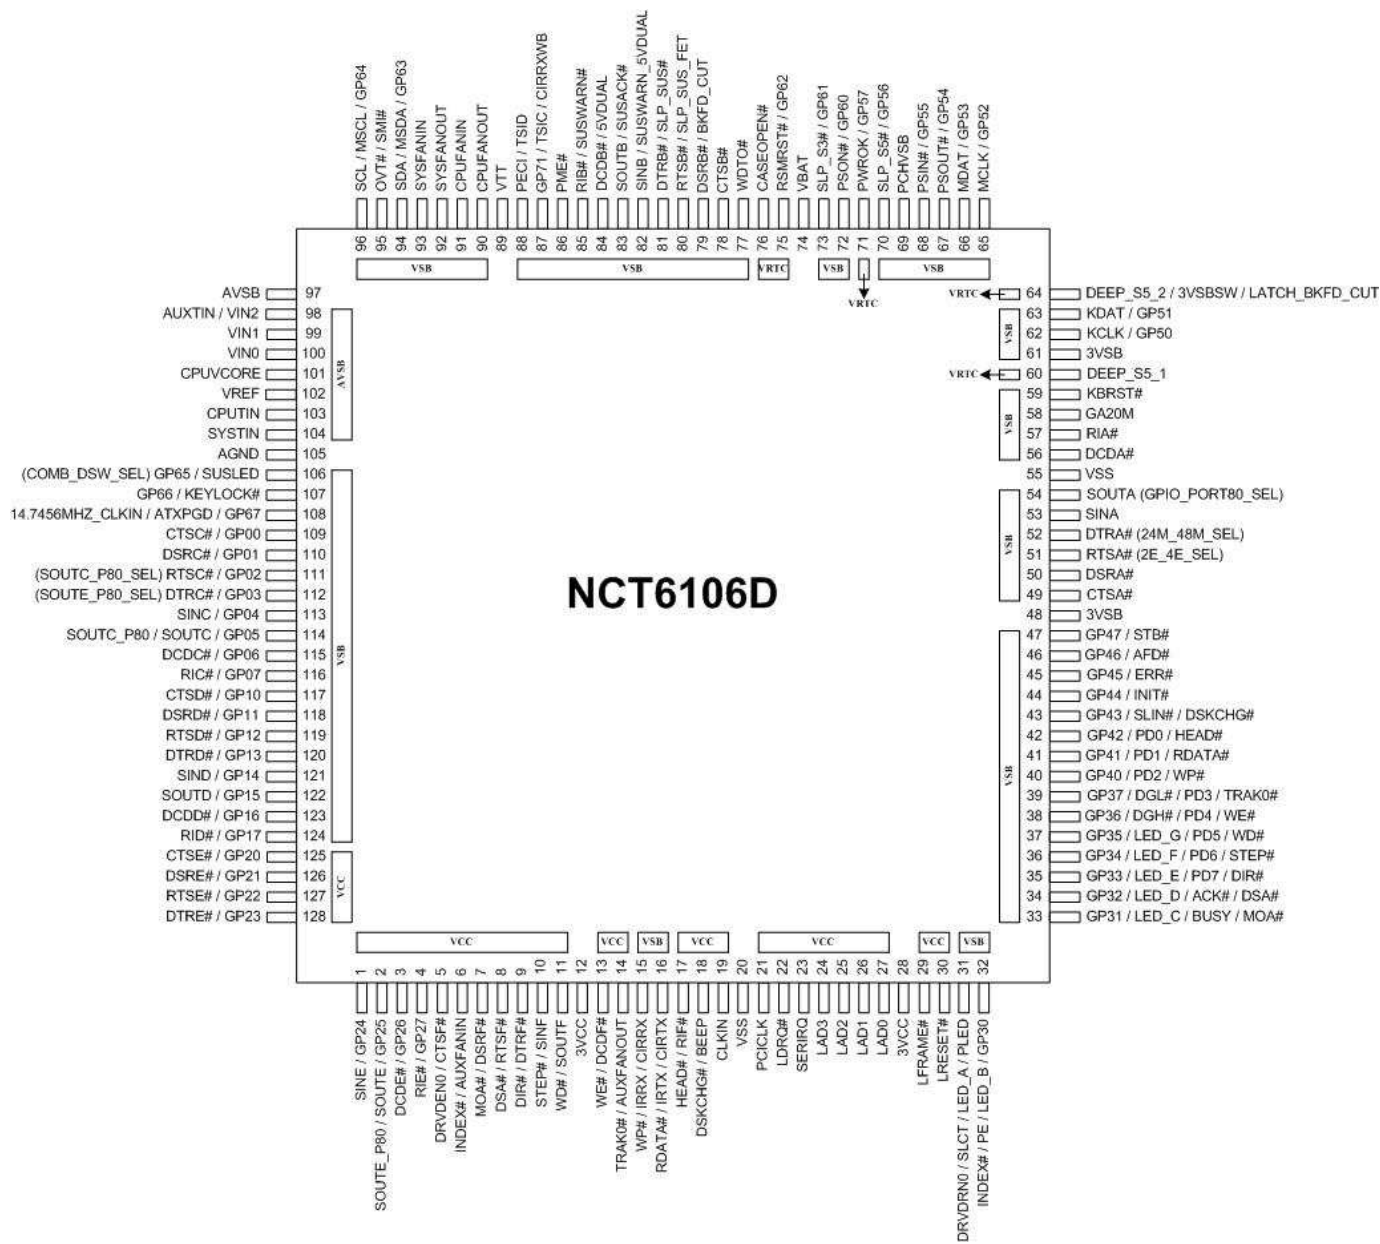 SCL / MSCL / GP64
OVT# / SMI#
SDA / MSDA / GP63
SYSFANIN
SYSFANOUT
CPUFANIN
CPUFANOUT
VTT
PECI / TSID
GP71 / TSIC / CIRRXWB
PME#
RIB# / SUSWARN#
DCDB# / 5VDUAL
SOUTB / SUSACK#
SINB / SUSWARN_5VDUAL
DTRB# / SLP_SUS#
RTSB# / SLP_SUS_FET
DSRB# / BKFD_CUT
CTSB#
WDTO#
CASEOPEN#
RSMRST# / GP62
VBAT
SLP_S3# / GP61
PSON# / GP60
PWROK / GP57
SLP_S5# / GP56
PCHVSB
PSIN# / GP55
PSOUT# / GP54
MDAT / GP53
MCLK / GP52
96 95 94 93 92 91 90 89 88 87 86 85 84 83 82 81 80 79 78 77 76 75 74 73 72 71 70 69 68 67 66 65
VSB VSB VRTC VSB VSB
VRTC
AVSB 97
AUXTIN / VIN2 98
VIN1 99
VIN0 100
CPUVCORE 101
VREF 102
CPUTIN 103
SYSTIN 104
AGND 105
(COMB_DSW_SEL) GP65 / SUSLED 106
GP66 / KEYLOCK# 107
14.7456MHZ_CLKIN / ATXPGD / GP67 108
CTSC# / GP00 109
DSRC# / GP01 110
(SOUTC_P80_SEL) RTSC# / GP02 111
(SOUTE_P80_SEL) DTRC# / GP03 112
SINC / GP04 113
SOUTC_P80 / SOUTC / GP05 114
DCDC# / GP06 115
RIC# / GP07 116
CTSD# / GP10 117
DSRD# / GP11 118
RTSD# / GP12 119
DTRD# / GP13 120
SIND / GP14 121
SOUTD / GP15 122
DCDD# / GP16 123
RID# / GP17 124
CTSE# / GP20 125
DSRE# / GP21 126
RTSE# / GP22 127
DTRE# / GP23 128
AVSB
VSB
VCC
NCT6106D
VRTC 64 DEEP_S5_2 / 3VSBSW / LATCH_BKFD_CUT
63 KDAT / GP51
62 KCLK / GP50
61 3VSB
VRTC 60 DEEP_S5_1
59 KBRST#
58 GA20M
57 RIA#
56 DCDA#
55 VSS
54 SOUTA (GPIO_PORT80_SEL)
53 SINA
52 DTRA# (24M_48M_SEL)
51 RTSA# (2E_4E_SEL)
50 DSRA#
49 CTSA#
48 3VSB
47 GP47 / STB#
46 GP46 / AFD#
45 GP45 / ERR#
44 GP44 / INIT#
43 GP43 / SLIN# / DSKCHG#
42 GP42 / PD0 / HEAD#
41 GP41 / PD1 / RDATA#
40 GP40 / PD2 / WP#
39 GP37 / DGL# / PD3 / TRAK0#
38 GP36 / DGH# / PD4 / WE#
37 GP35 / LED_G / PD5 / WD#
36 GP34 / LED_F / PD6 / STEP#
35 GP33 / LED_E / PD7 / DIR#
34 GP32 / LED_D / ACK# / DSA#
33 GP31 / LED_C / BUSY / MOA#
VSB
VSB
VSB
VSB
VCC VCC VSB VCC VCC VCC VSB
1 2 3 4 5 6 7 8 9 10 11 12 13 14 15 16 17 18 19 20 21 22 23 24 25 26 27 28 29 30 31 32
SINE / GP24
SOUTE_P80 / SOUTE / GP25
DCDE# / GP26
RIE# / GP27
DRVDEN0 / CTSF#
INDEX# / AUXFANIN
MOA# / DSRF#
DSA# / RTSF#
DIR# / DTRF#
STEP# / SINF
WD# / SOUTF
3VCC
WE# / DCDF#
TRAK0# / AUXFANOUT
WP# / IRRX / CIRRX
RDATA# / IRTX / CIRTX
HEAD# / RIF#
DSKCHG# / BEEP
CLKIN
VSS
PCICLK
LDRQ#
SERIRQ
LAD3
LAD2
LAD1
LAD0
3VCC
LFRAME#
LRESET#
DRVDRN0 / SLCT / LED_A / PLED
INDEX# / PE / LED_B / GP30